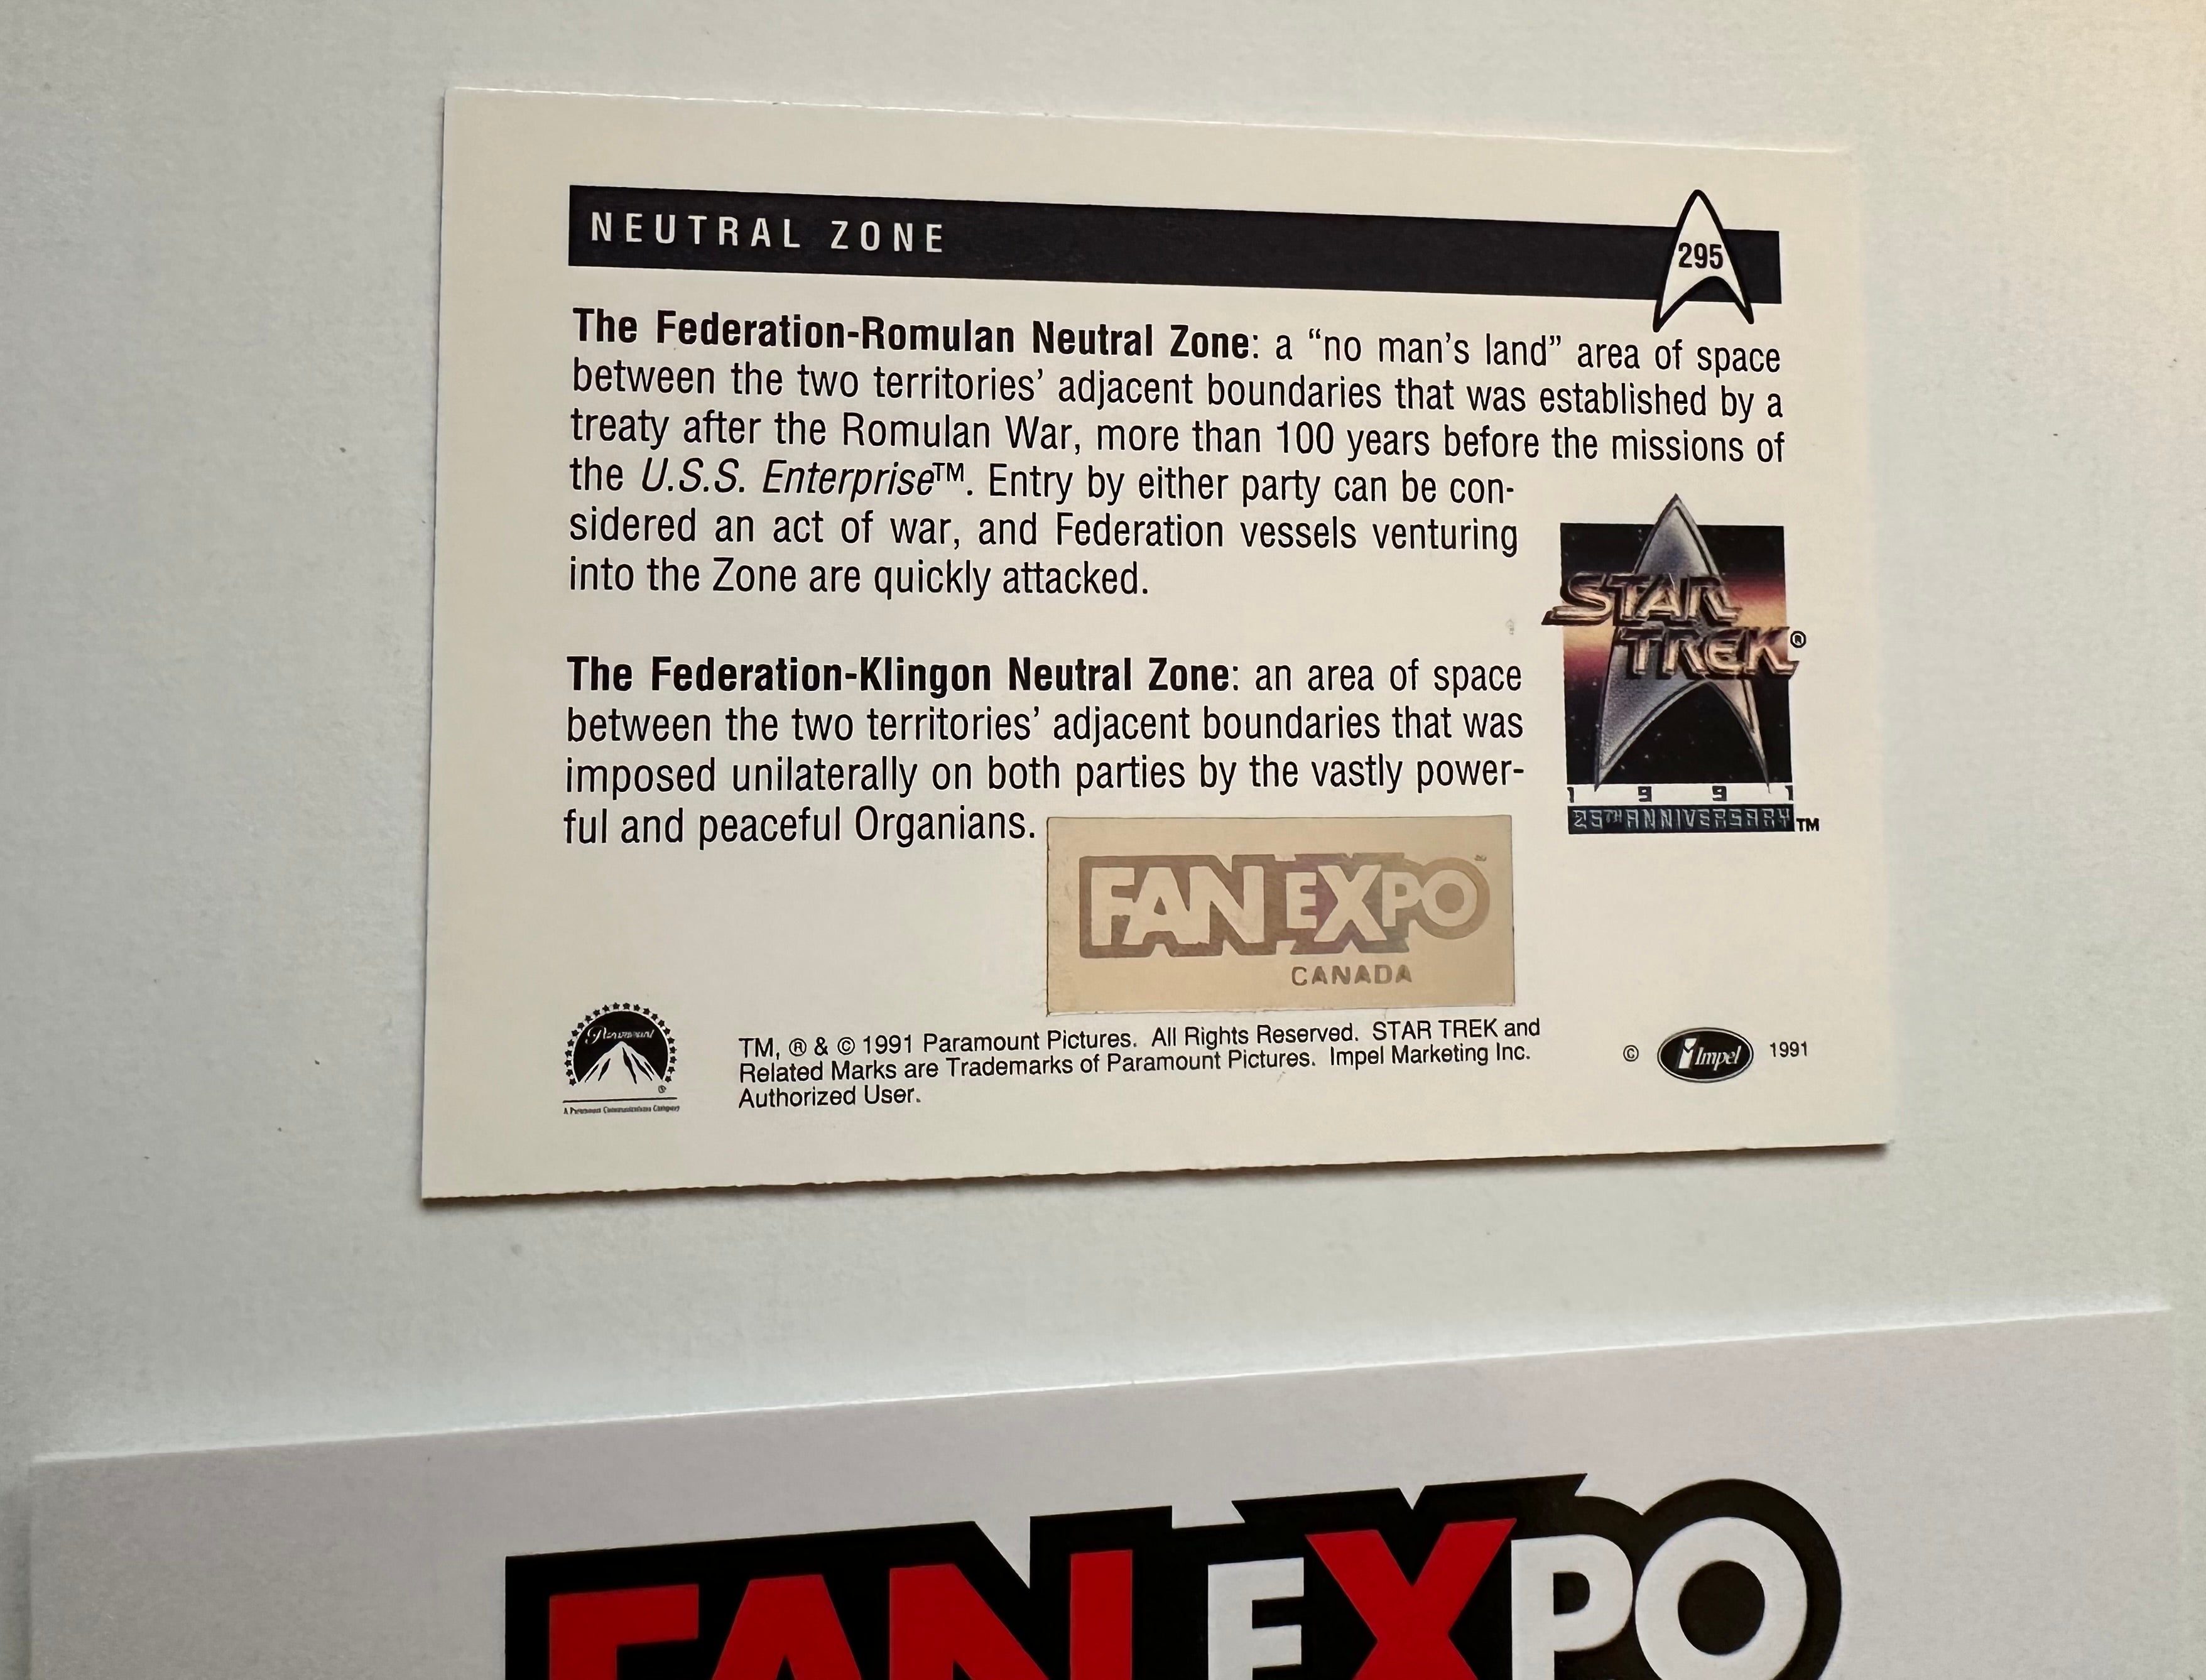 NEUTRAL ZONE
295
The Federation-Romulan Neutral Zone: a “no man’s land” area of space
between the two territories’ adjacent boundaries that was established by a
treaty after the Romulan War, more than 100 years before the missions of
the U.S.S. Enterprise™. Entry by either party can be con-
sidered an act of war, and Federation vessels venturing
into the Zone are quickly attacked.
STAR
TREK®
1991
25TH ANNIVERSARY™
The Federation-Klingon Neutral Zone: an area of space
between the two territories’ adjacent boundaries that was
imposed unilaterally on both parties by the vastly power-
ful and peaceful Organians.
FAN EXPO™
CANADA
Paramount
®
A Paramount Communications Company
TM, ® & © 1991 Paramount Pictures. All Rights Reserved. STAR TREK and
Related Marks are Trademarks of Paramount Pictures. Impel Marketing Inc.
Authorized User.
© Impel 1991
FAN EXPO